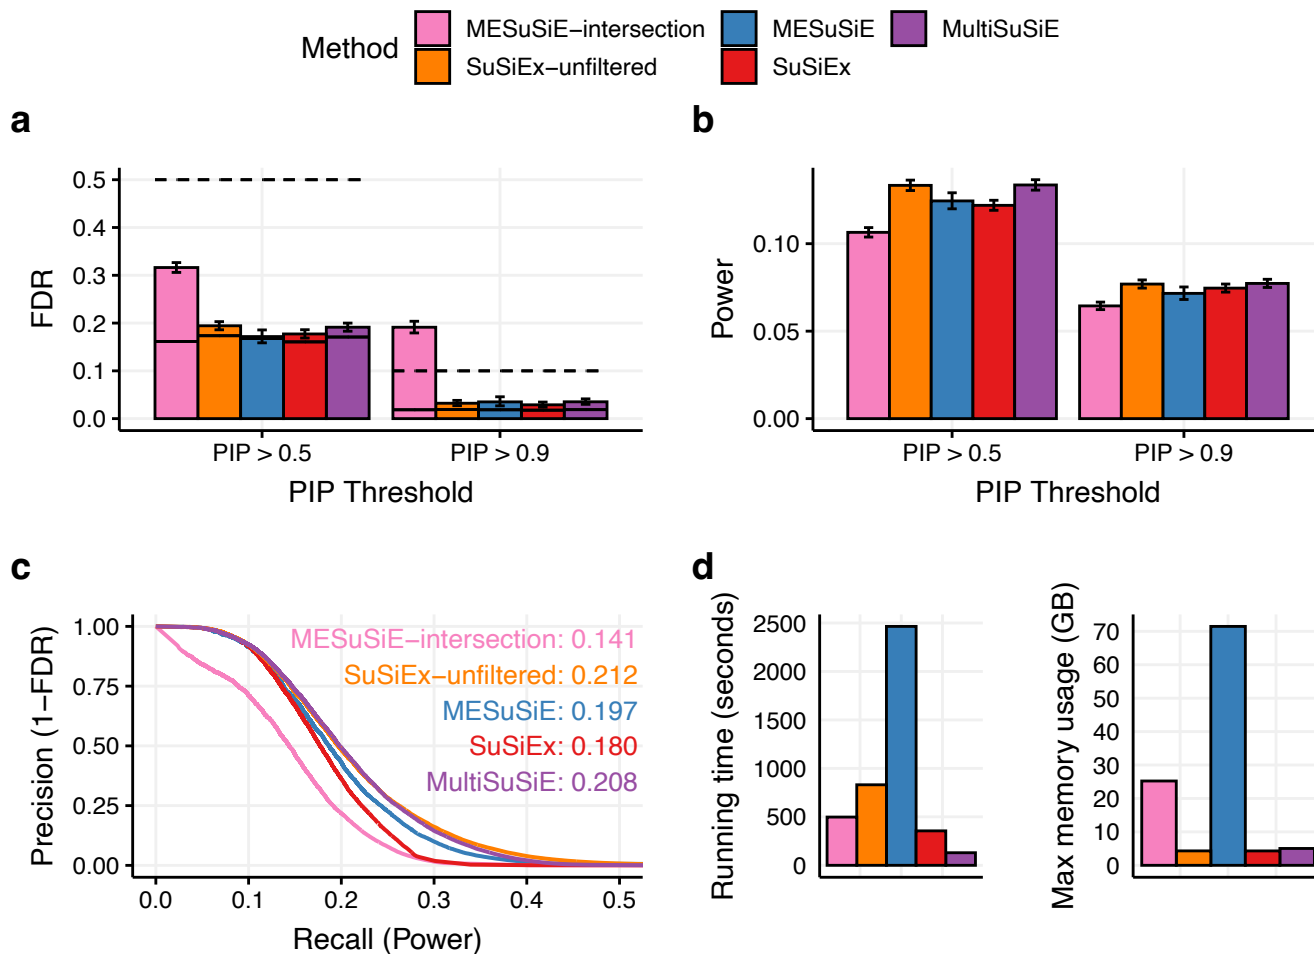 Method
MESuSiE−intersection
MESuSiE
MultiSuSiE
SuSiEx−unfiltered
SuSiEx
a
FDR
0.5
0.4
0.3
0.2
0.1
0.0
PIP > 0.5
PIP > 0.9
PIP Threshold
b
Power
0.10
0.05
0.00
PIP > 0.5
PIP > 0.9
PIP Threshold
c
Precision (1−FDR)
1.00
0.75
0.50
0.25
0.00
MESuSiE−intersection: 0.141
SuSiEx−unfiltered: 0.212
MESuSiE: 0.197
SuSiEx: 0.180
MultiSuSiE: 0.208
0.0
0.1
0.2
0.3
0.4
0.5
Recall (Power)
d
Running time (seconds)
2500
2000
1500
1000
500
0
Max memory usage (GB)
70
60
50
40
30
20
10
0